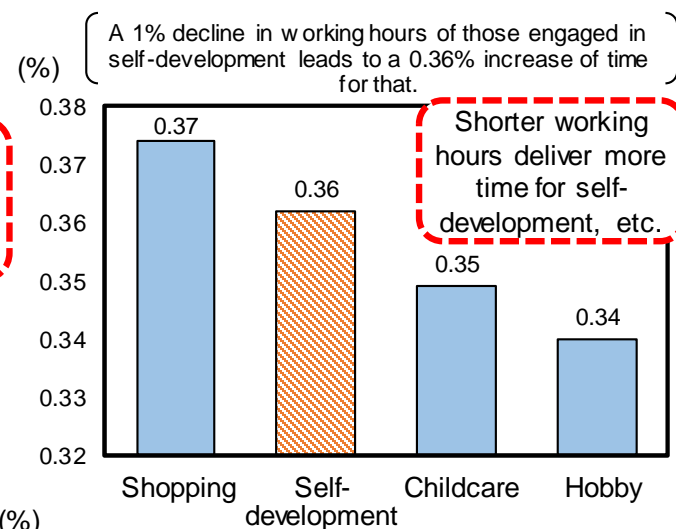 A 1% decline in working hours of those engaged in
self-development leads to a 0.36% increase of time
for that.
(%)
0.38
0.37
0.36
0.35
0.34
0.33
0.32
0.37
0.36
0.35
0.34
Shorter working
hours deliver more
time for self-
development, etc.
Shopping
Self-
development
Childcare
Hobby
(%)